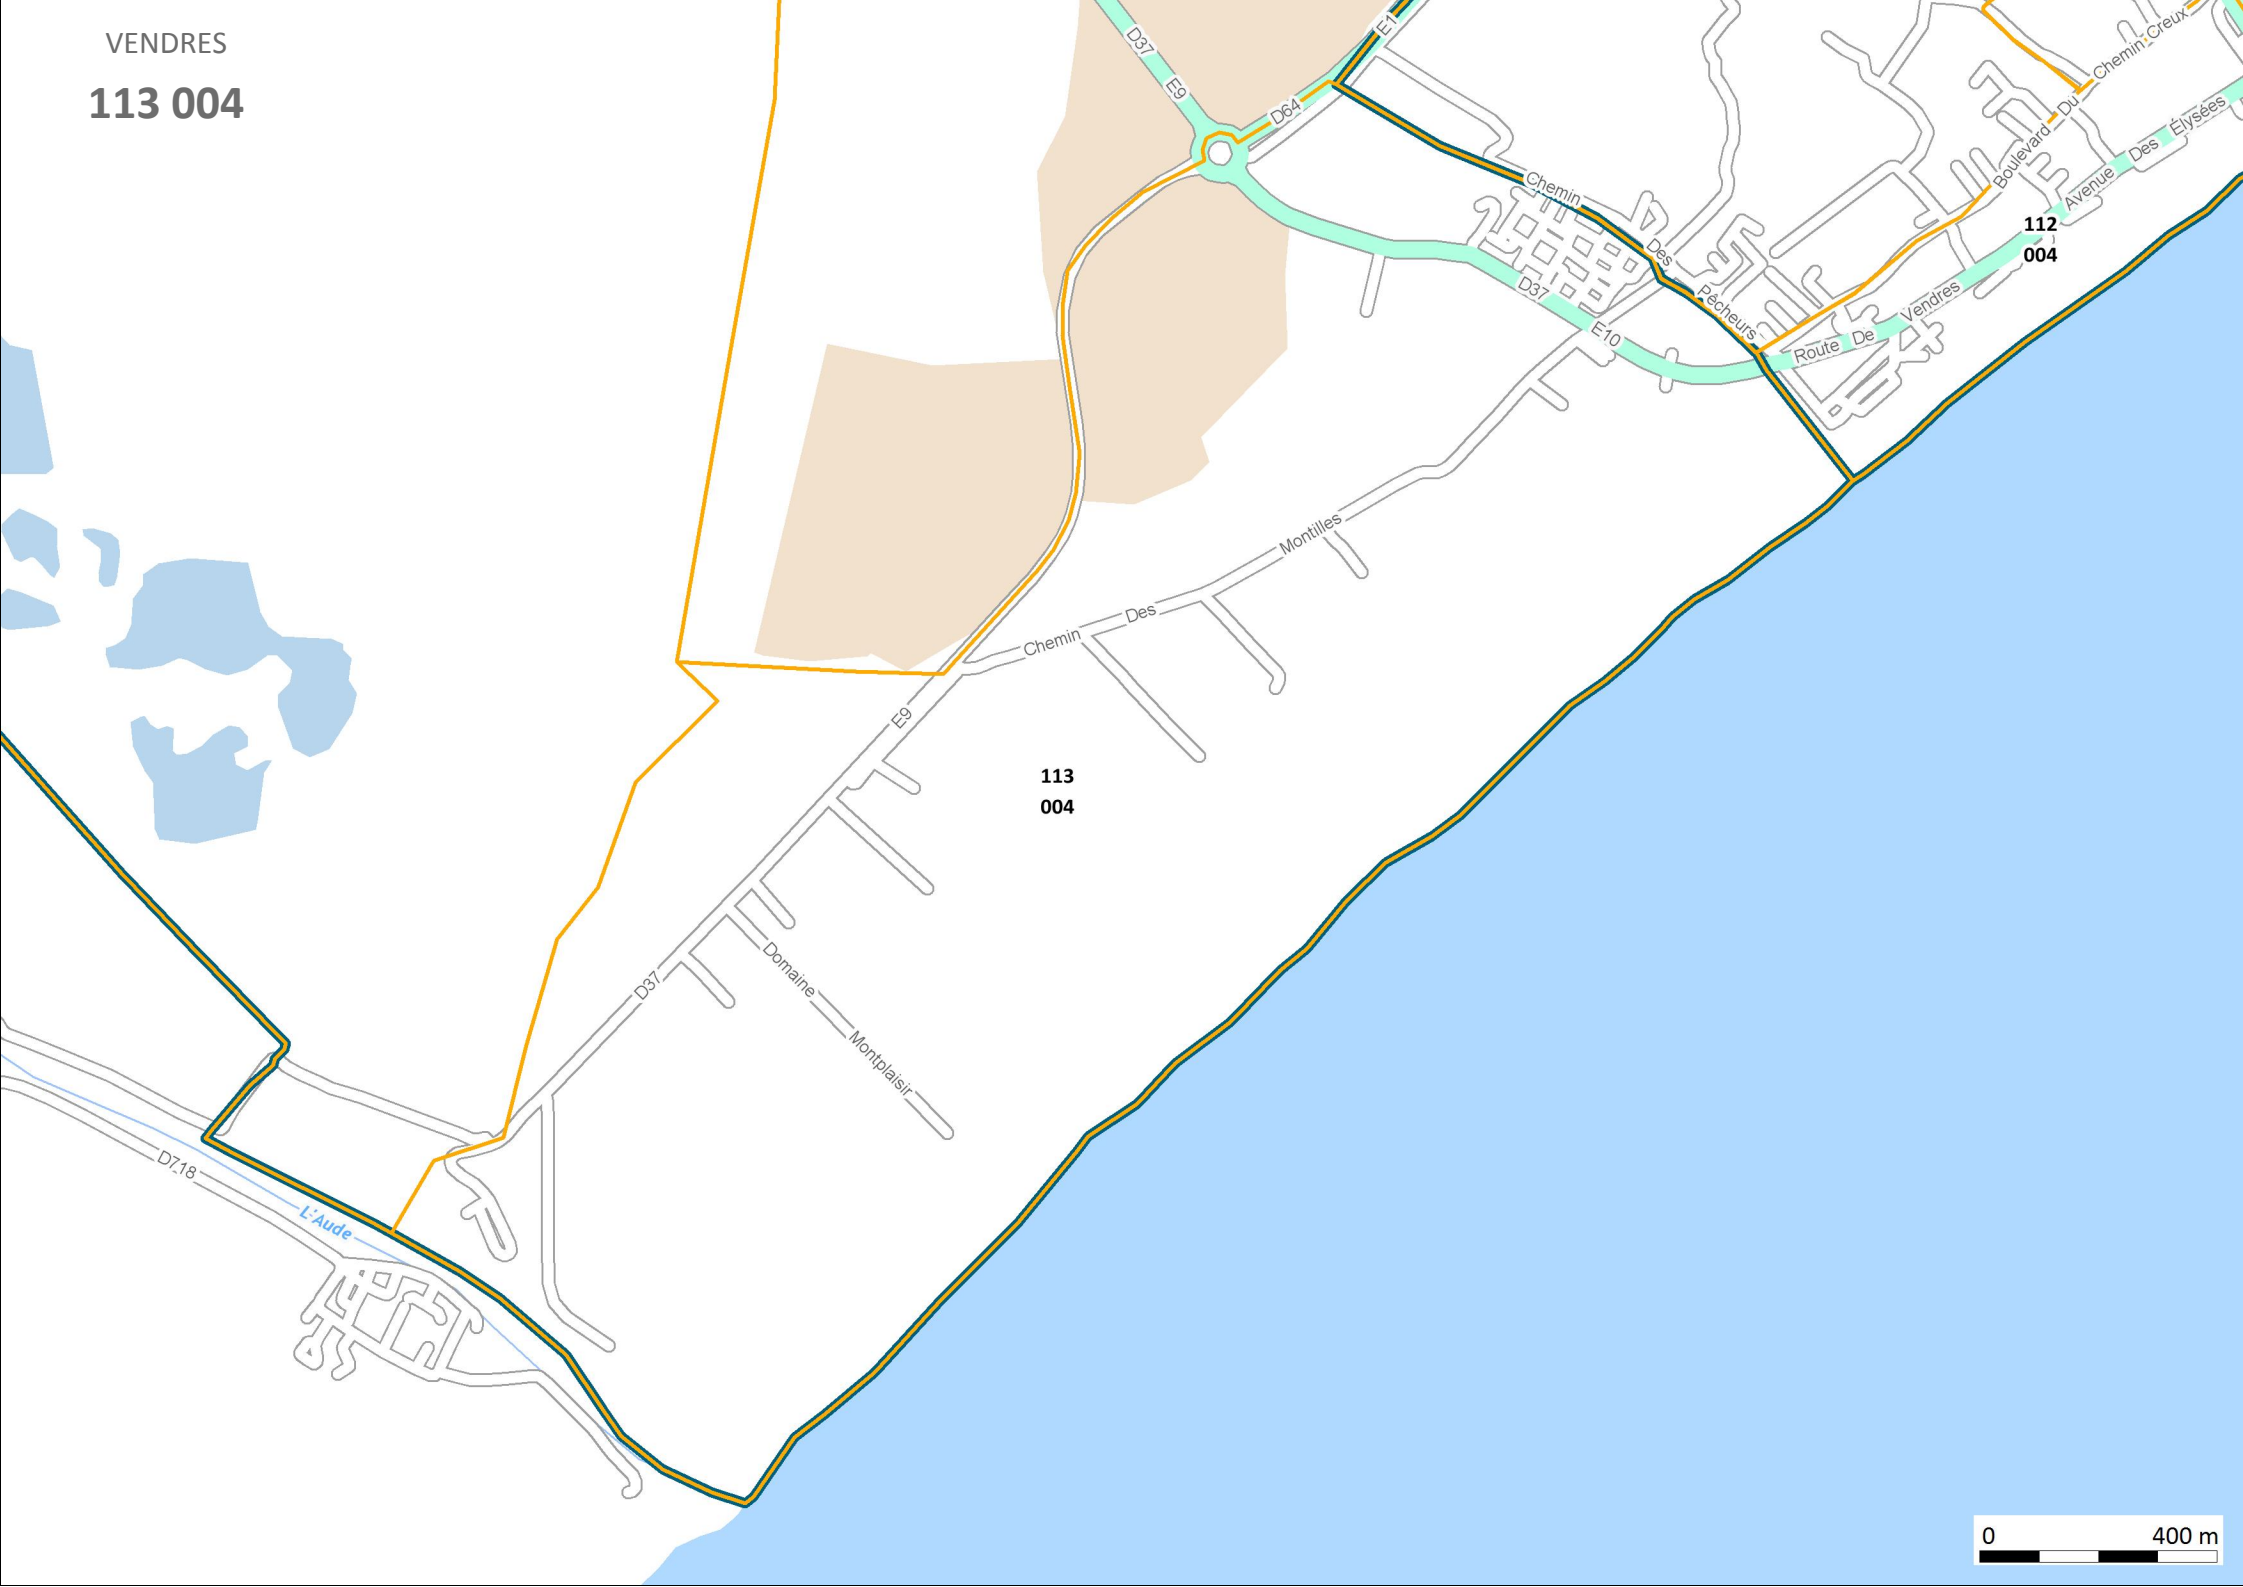 VENDRES
113 004
D37
E9
D64
E1
Chemin
Des
Pêcheurs
D37
E10
Route De Vendres
Avenue Des Élysées
Boulevard Du Chemin Creux
112
004
Chemin Des Montilles
E9
113
004
D37
Domaine Montplaisir
D718
L'Aude
0 400 m